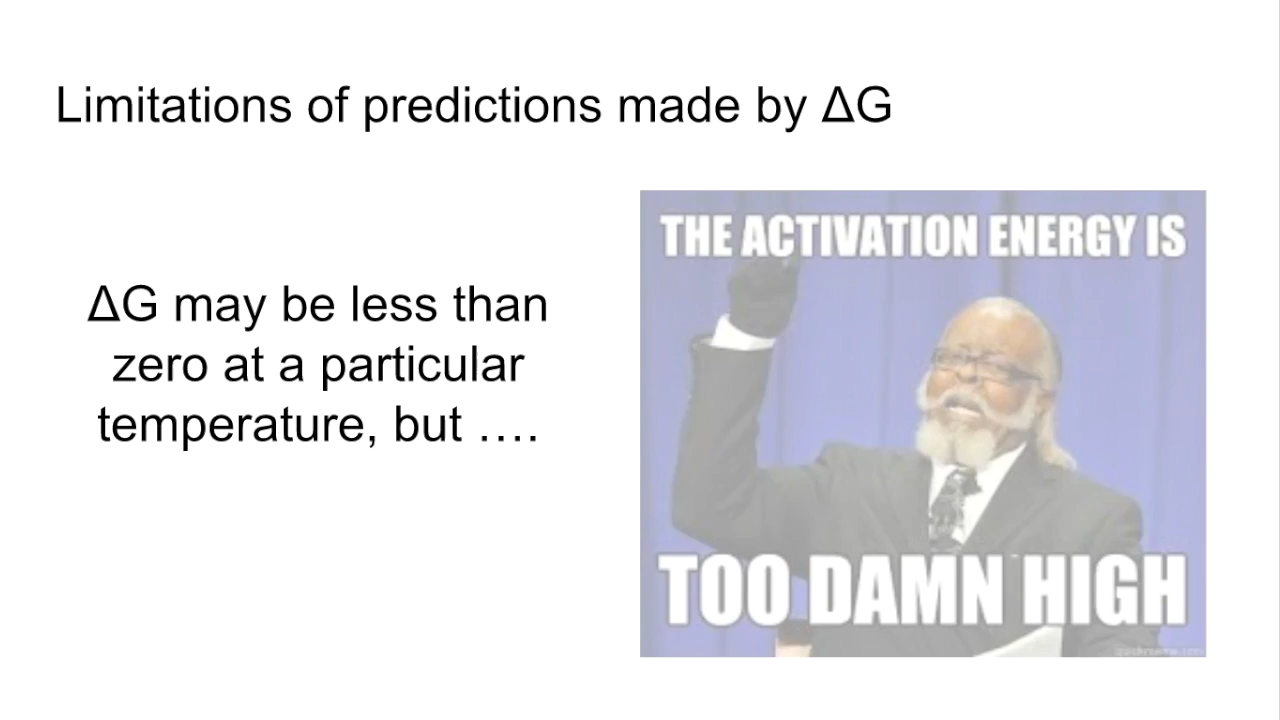 Limitations of predictions made by ΔG
ΔG may be less than
zero at a particular
temperature, but ….
THE ACTIVATION ENERGY IS
TOO DAMN HIGH